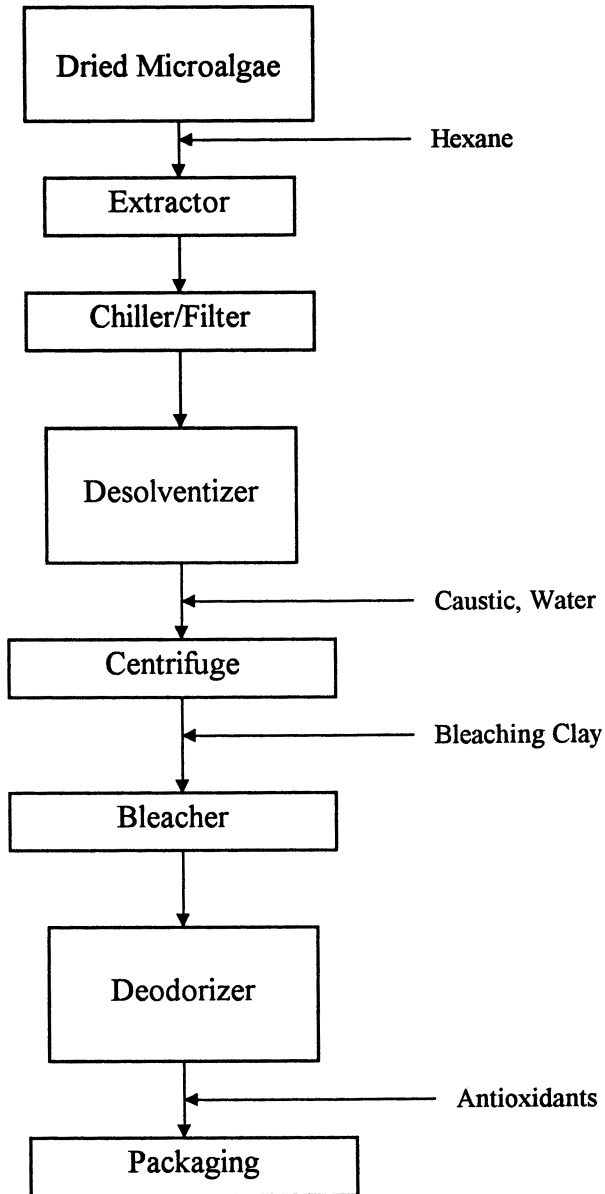 Dried Microalgae
Hexane
Extractor
Chiller/Filter
Desolventizer
Caustic, Water
Centrifuge
Bleaching Clay
Bleacher
Deodorizer
Antioxidants
Packaging